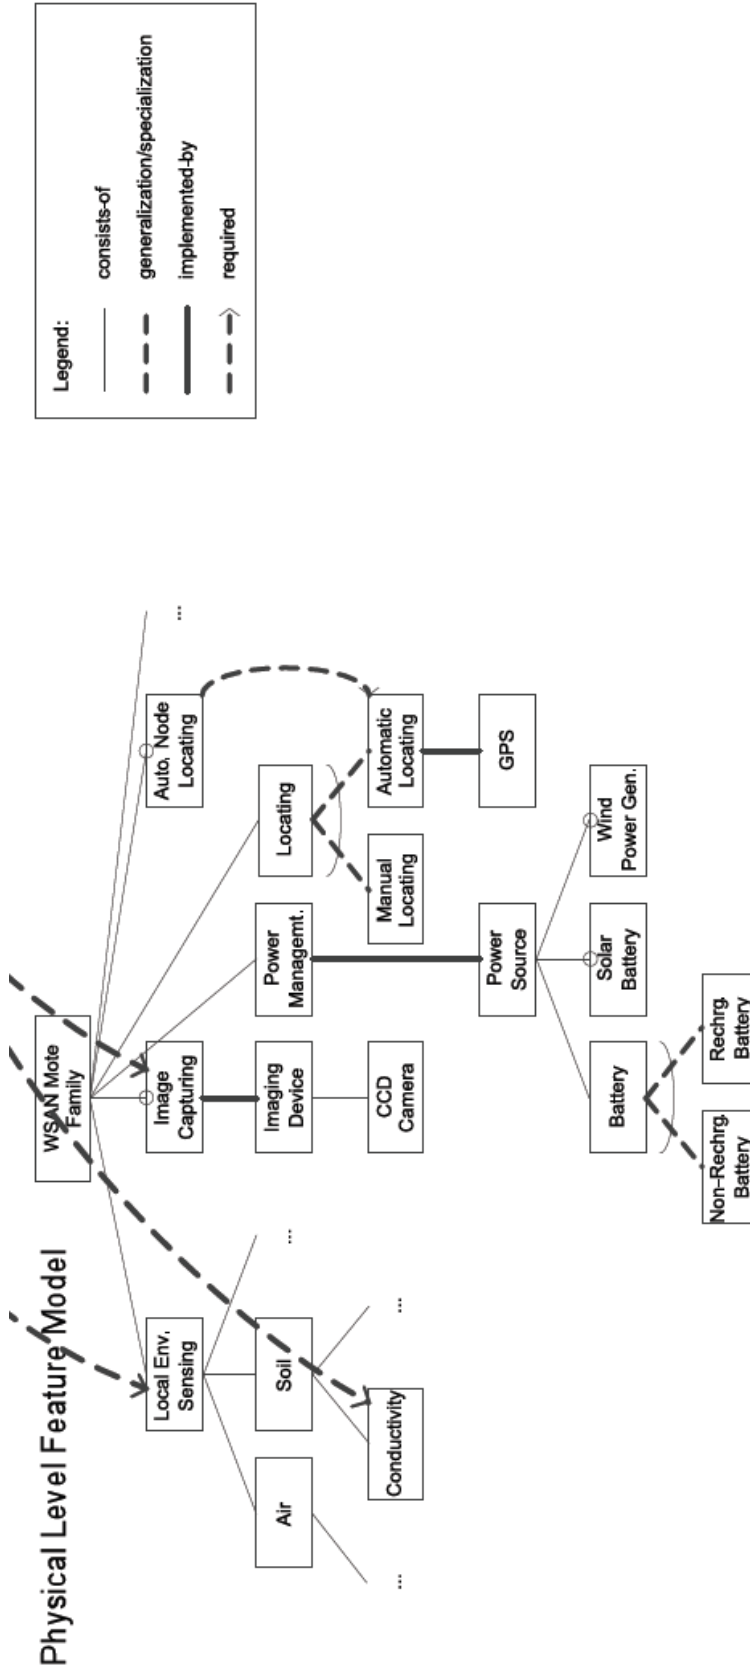 Physical Level Feature Model
WSAN Mote
Family
Local Env.
Sensing
Image
Capturing
Auto. Node
Locating
...
Air
Soil
...
Imaging
Device
Power
Managemt.
Locating
...
Conductivity
...
CCD
Camera
Manual
Locating
Automatic
Locating
Power
Source
GPS
Battery
Solar
Battery
Wind
Power Gen.
Non-Rechrg.
Battery
Rechrg.
Battery
Legend:
consists-of
generalization/specialization
implemented-by
required